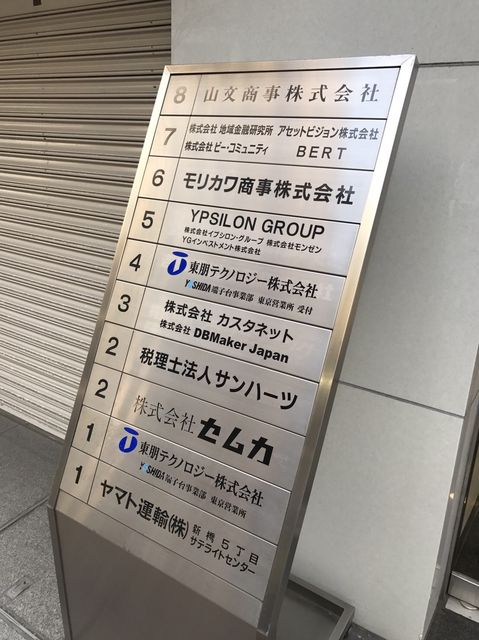 8 山文商事株式会社
7 株式会社 地域金融研究所 アセットビジョン株式会社
株式会社 ビー・コミュニティ BERT
6 モリカワ商事株式会社
5 YPSILON GROUP
株式会社イプシロン・グループ 株式会社モンゼン
YGインベストメント株式会社
4 東朋テクノロジー株式会社
YOSHIDA 端子台事業部 東京営業所 受付
3 株式会社 カスタネット
株式会社 DBMaker Japan
2 税理士法人サンハーツ
2 株式会社 セムカ
1 東朋テクノロジー株式会社
YOSHIDA 端子台事業部 東京営業所
1 ヤマト運輸(株) 新橋5丁目
サテライトセンター